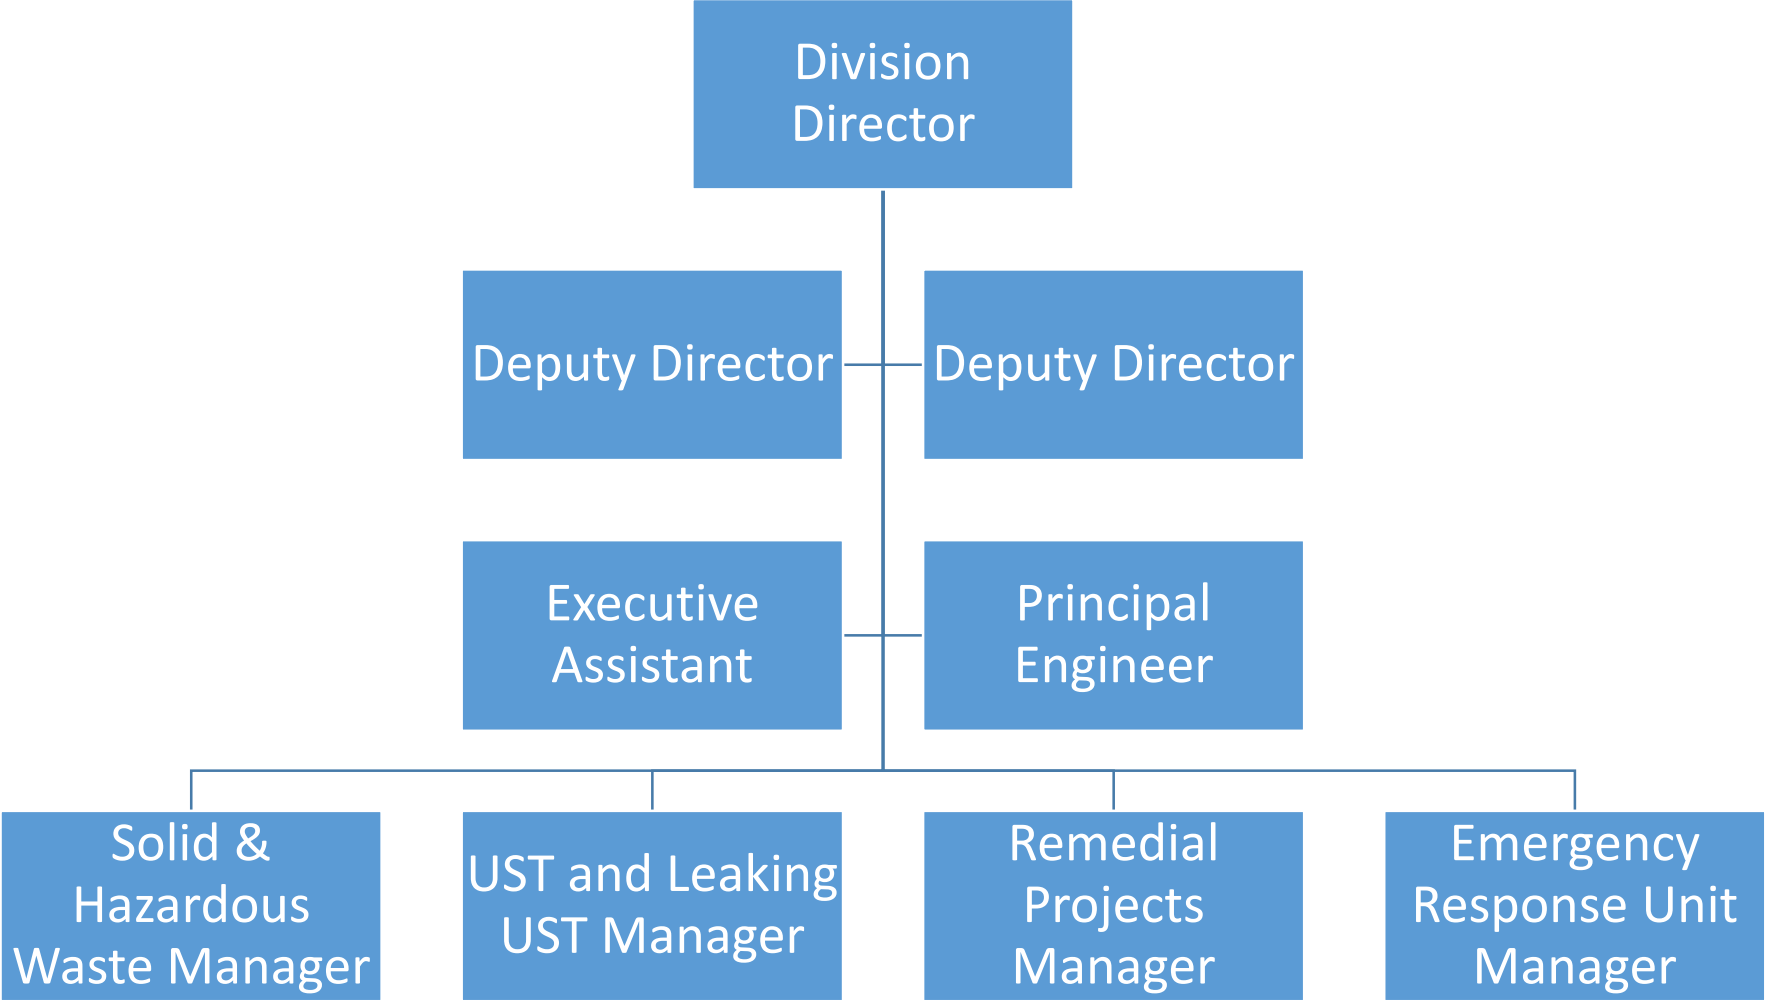 Division
Director
Deputy Director
Deputy Director
Executive
Assistant
Principal
Engineer
Solid &
Hazardous
Waste Manager
UST and Leaking
UST Manager
Remedial
Projects
Manager
Emergency
Response Unit
Manager